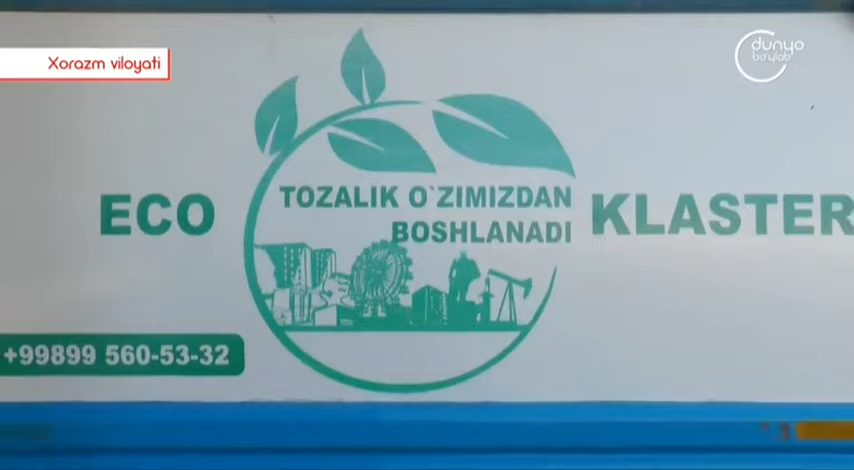 Xorazm viloyati
dunyo
bo'ylab
TOZALIK O`ZIMIZDAN
BOSHLANADI
ECO
KLASTER
+99899 560-53-32